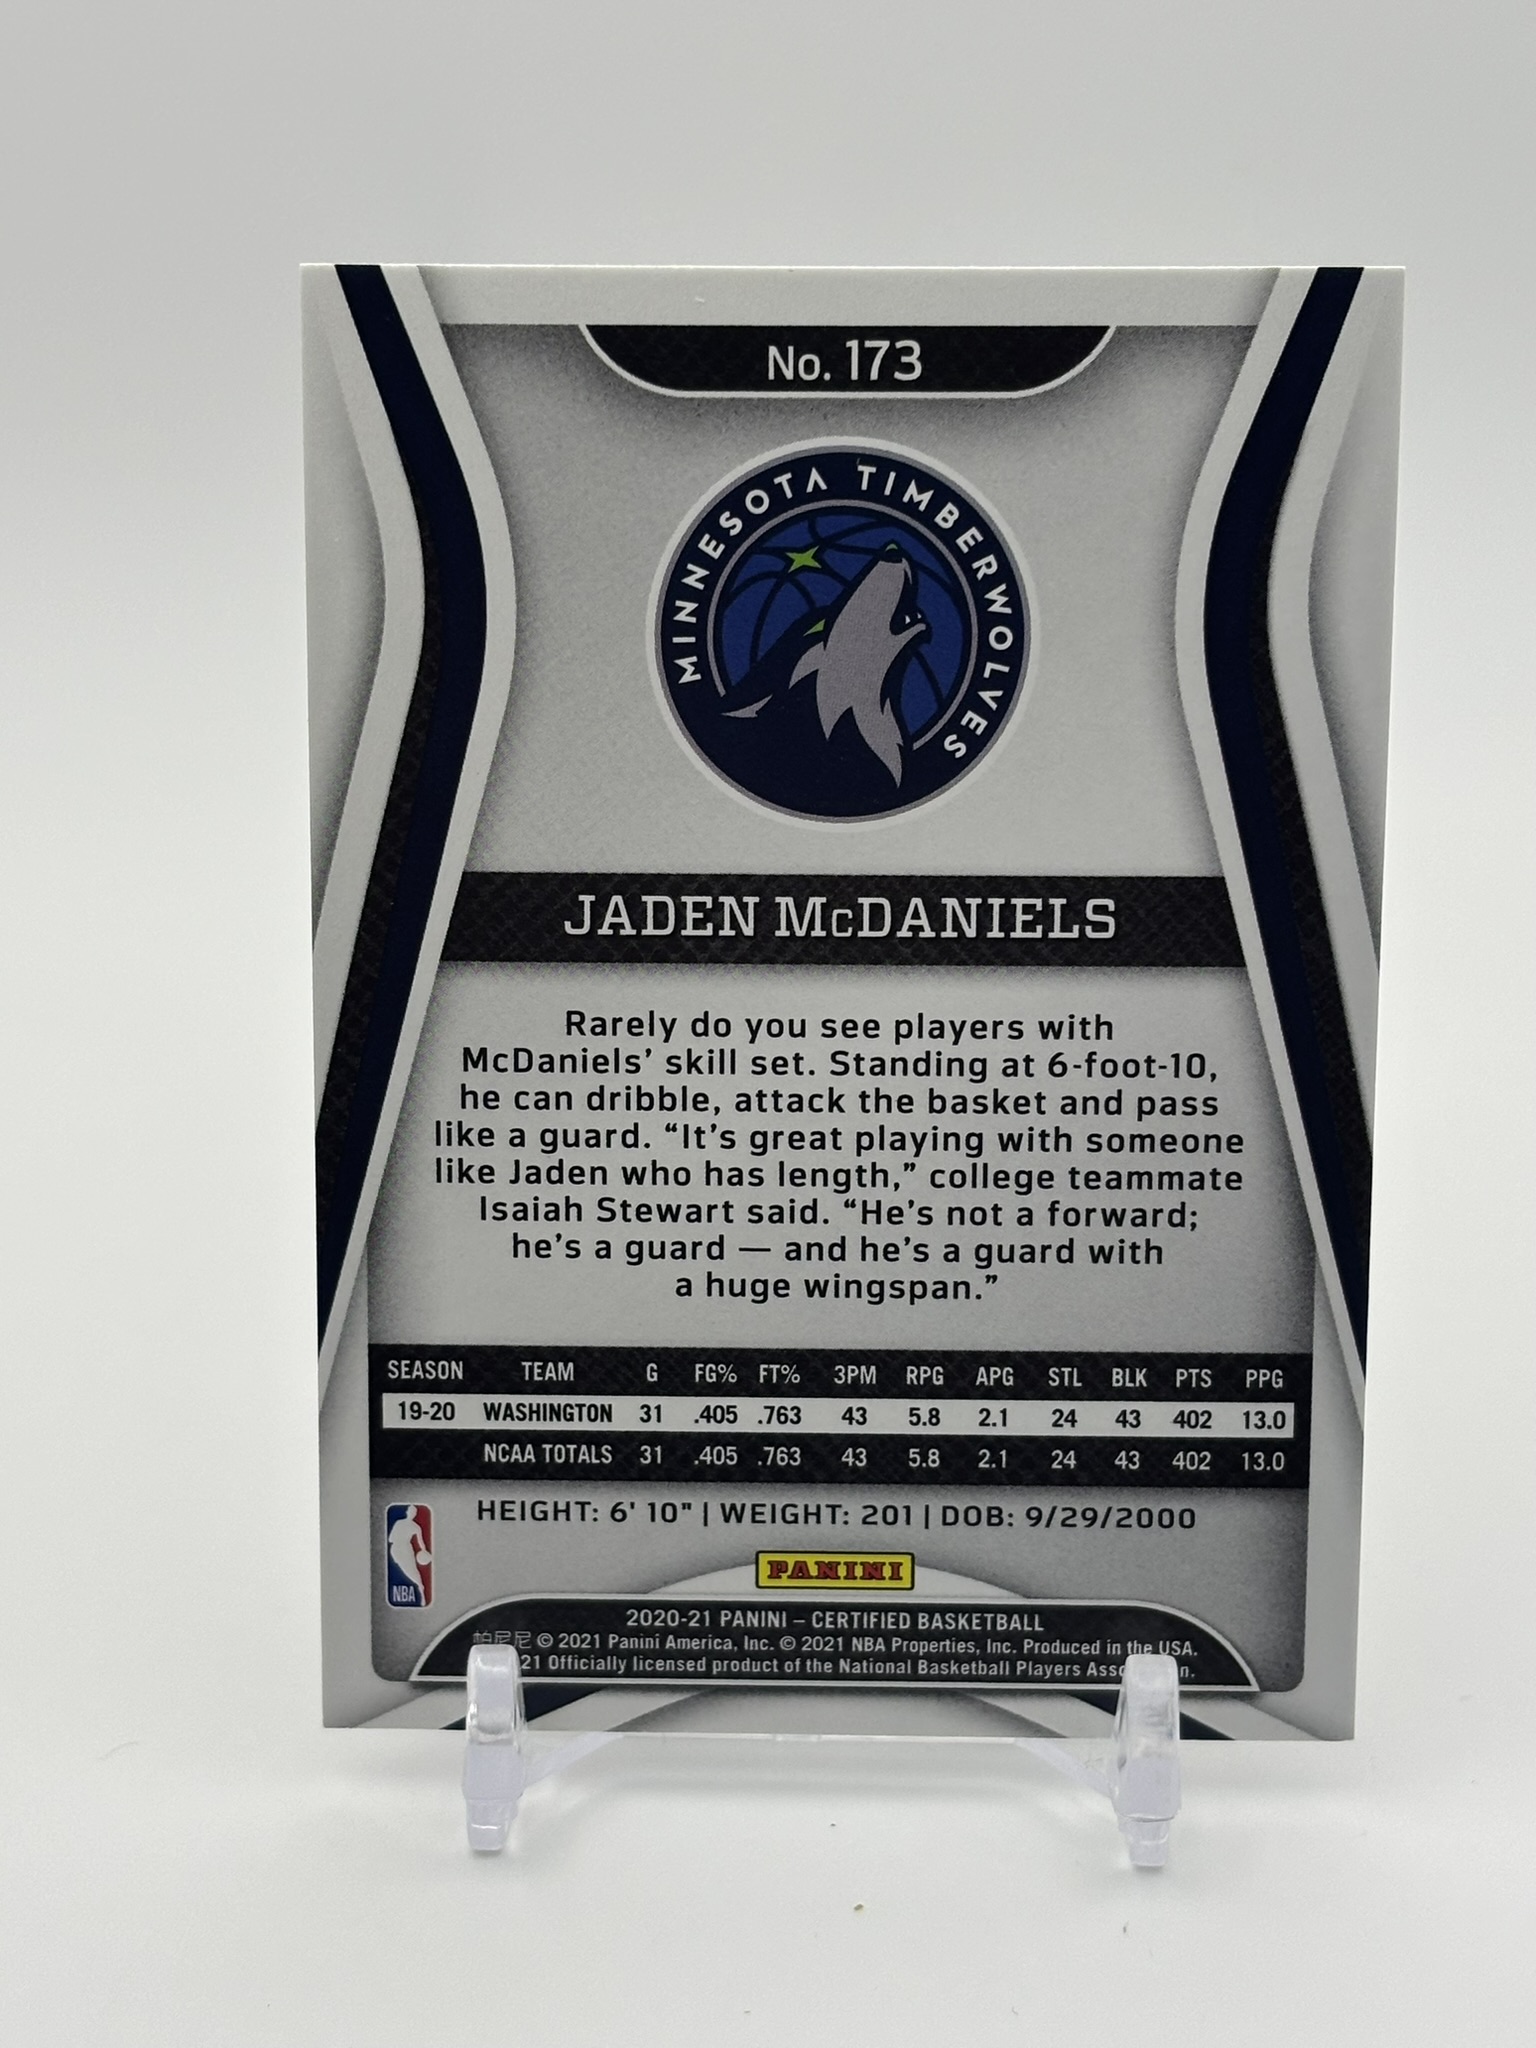 No. 173
MINNESOTA TIMBERWOLVES
JADEN McDANIELS
Rarely do you see players with
McDaniels’ skill set. Standing at 6-foot-10,
he can dribble, attack the basket and pass
like a guard. “It’s great playing with someone
like Jaden who has length,” college teammate
Isaiah Stewart said. “He’s not a forward;
he’s a guard — and he’s a guard with
a huge wingspan.”
SEASON TEAM G FG% FT% 3PM RPG APG STL BLK PTS PPG
19-20 WASHINGTON 31 .405 .763 43 5.8 2.1 24 43 402 13.0
NCAA TOTALS 31 .405 .763 43 5.8 2.1 24 43 402 13.0
HEIGHT: 6' 10" | WEIGHT: 201 | DOB: 9/29/2000
NBA
PANINI
2020-21 PANINI – CERTIFIED BASKETBALL
帕尼尼 © 2021 Panini America, Inc. © 2021 NBA Properties, Inc. Produced in the USA.
21 Officially licensed product of the National Basketball Players